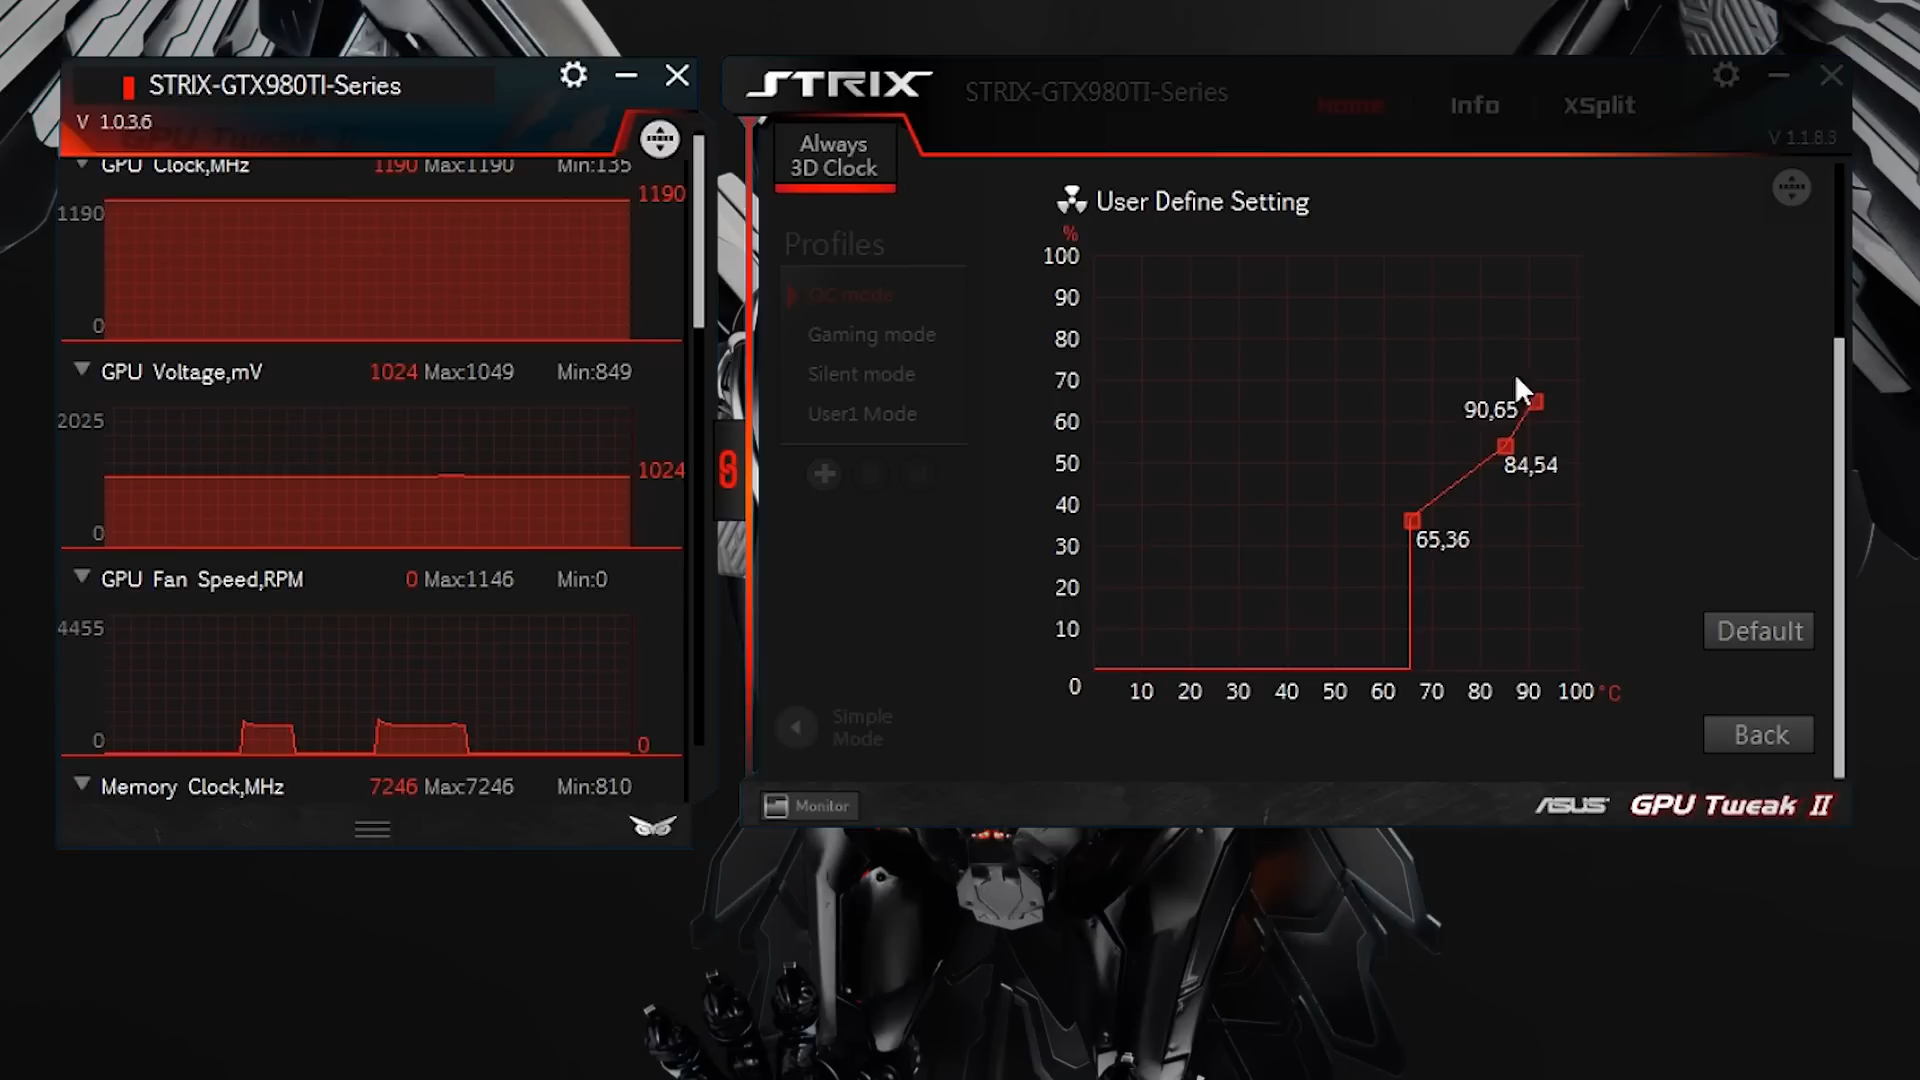 STRIX-GTX980TI-Series
V 1.0.3.6
GPU Clock,MHz 1190 Max:1190 Min:135
1190
1190
0
GPU Voltage,mV 1024 Max:1049 Min:849
2025
1024
0
GPU Fan Speed,RPM 0 Max:1146 Min:0
4455
0
0
Memory Clock,MHz 7246 Max:7246 Min:810
STRIX
STRIX-GTX980TI-Series
Home
Info
XSplit
V 1.1.8.3
Always
3D Clock
Profiles
OC mode
Gaming mode
Silent mode
User1 Mode
Simple
Mode
User Define Setting
%
100
90
80
70
60
50
40
30
20
10
0
90,65
84,54
65,36
10 20 30 40 50 60 70 80 90 100 °C
Default
Back
Monitor
ASUS GPU Tweak II